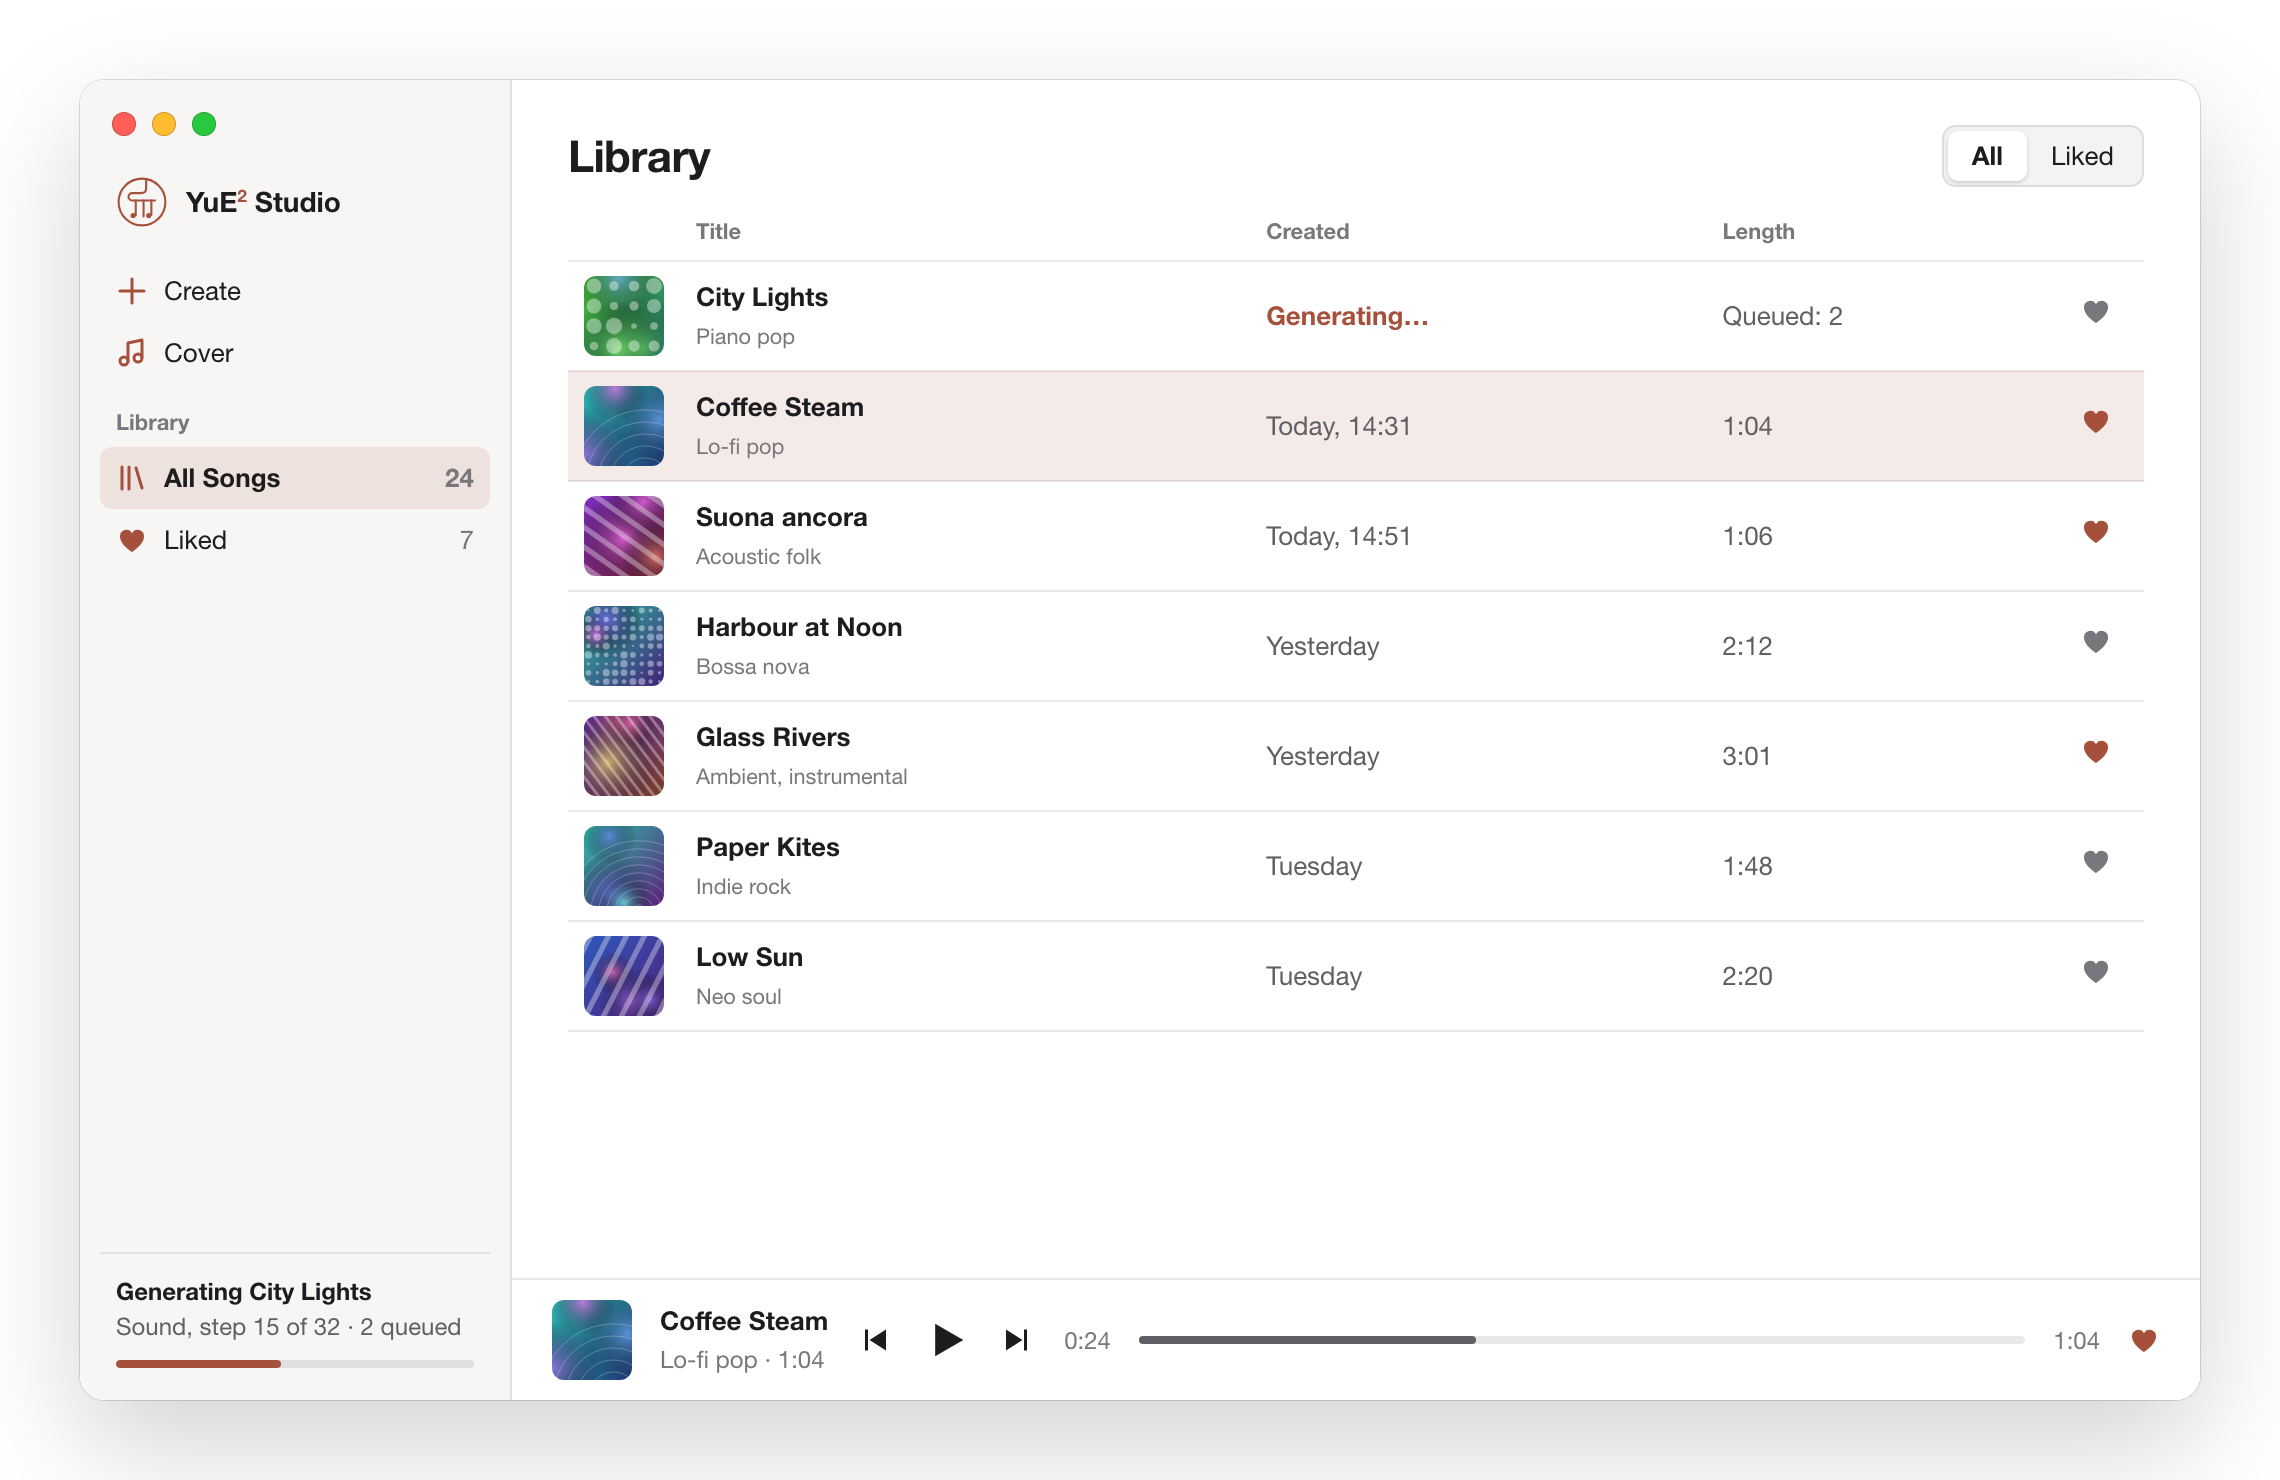 YuE² Studio
Create
Cover
Library
All Songs 24
Liked 7
Generating City Lights
Sound, step 15 of 32 · 2 queued
Library
All Liked
Title Created Length
City Lights
Piano pop
Generating… Queued: 2
Coffee Steam
Lo-fi pop
Today, 14:31 1:04
Suona ancora
Acoustic folk
Today, 14:51 1:06
Harbour at Noon
Bossa nova
Yesterday 2:12
Glass Rivers
Ambient, instrumental
Yesterday 3:01
Paper Kites
Indie rock
Tuesday 1:48
Low Sun
Neo soul
Tuesday 2:20
Coffee Steam
Lo-fi pop · 1:04
0:24 1:04